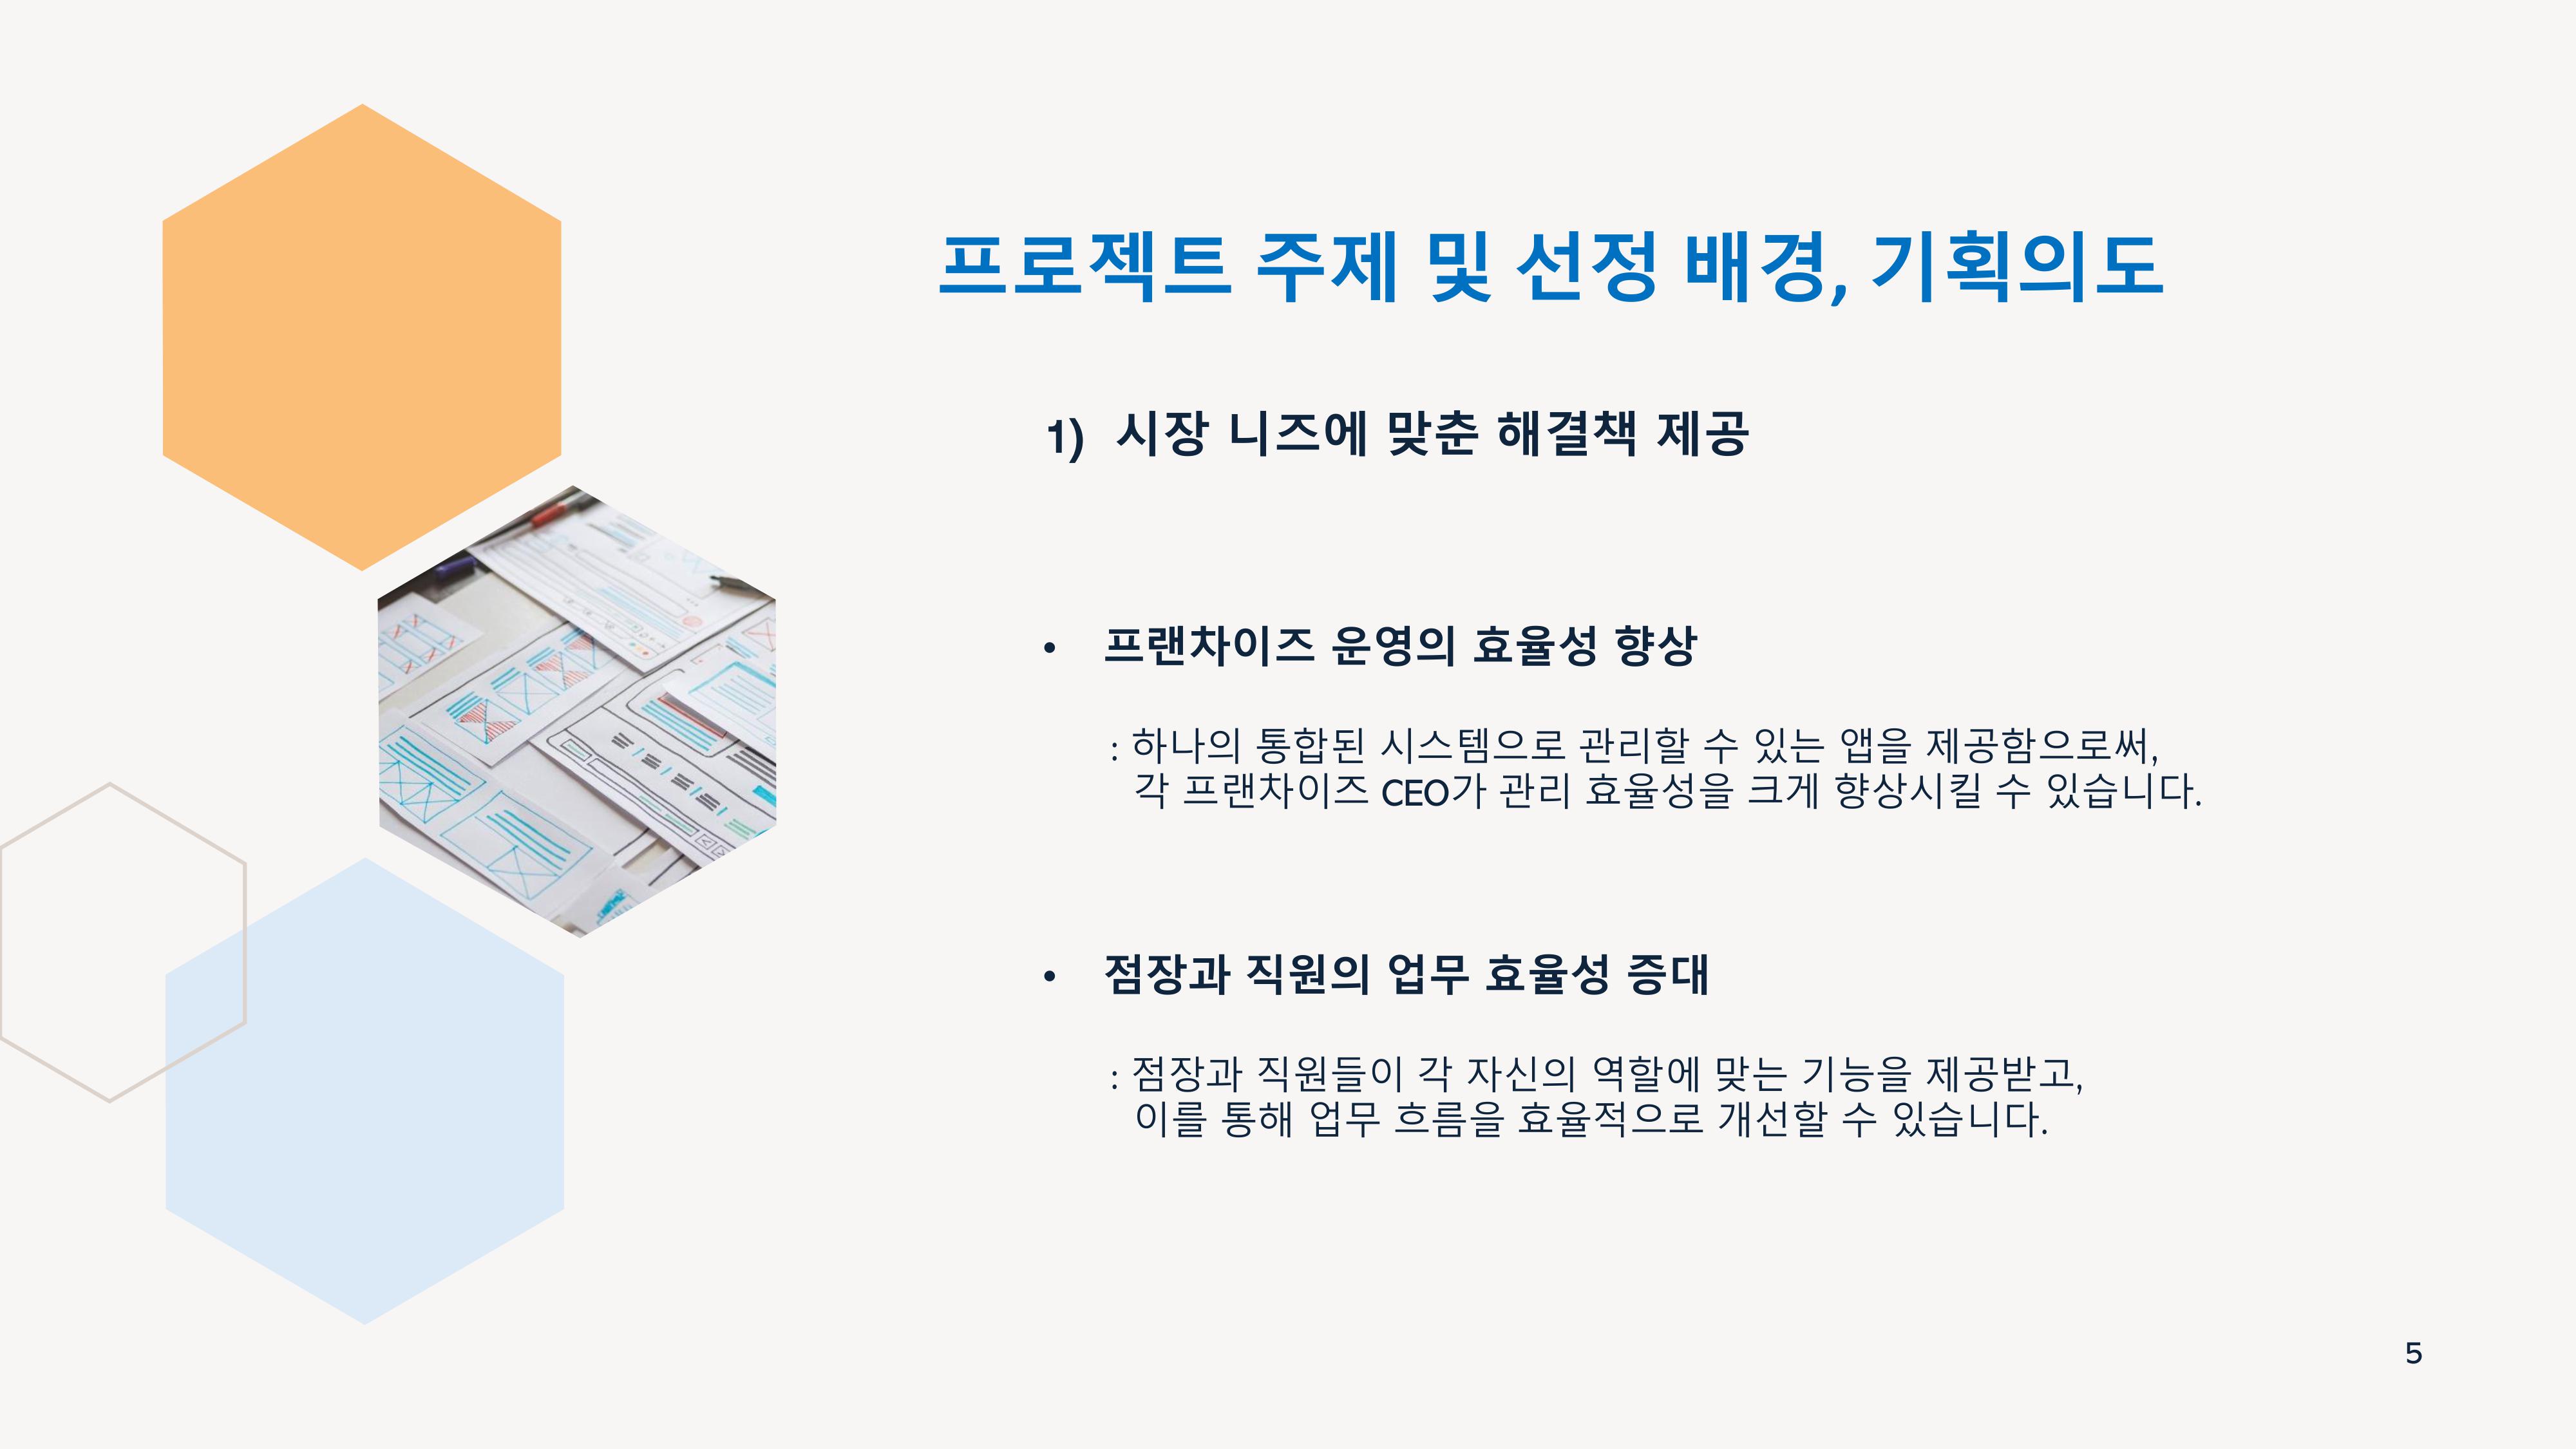 프로젝트 주제 및 선정 배경, 기획의도
1) 시장 니즈에 맞춘 해결책 제공
• 프랜차이즈 운영의 효율성 향상
: 하나의 통합된 시스템으로 관리할 수 있는 앱을 제공함으로써,
각 프랜차이즈 CEO가 관리 효율성을 크게 향상시킬 수 있습니다.
• 점장과 직원의 업무 효율성 증대
: 점장과 직원들이 각 자신의 역할에 맞는 기능을 제공받고,
이를 통해 업무 흐름을 효율적으로 개선할 수 있습니다.
5